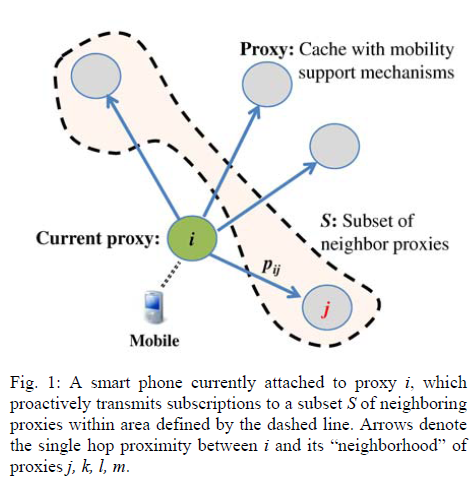 Proxy: Cache with mobility
support mechanisms
S: Subset of
neighbor proxies
Current proxy: i
Pij
j
Mobile
Fig. 1: A smart phone currently attached to proxy i, which
proactively transmits subscriptions to a subset S of neighboring
proxies within area defined by the dashed line. Arrows denote
the single hop proximity between i and its “neighborhood” of
proxies j, k, l, m.